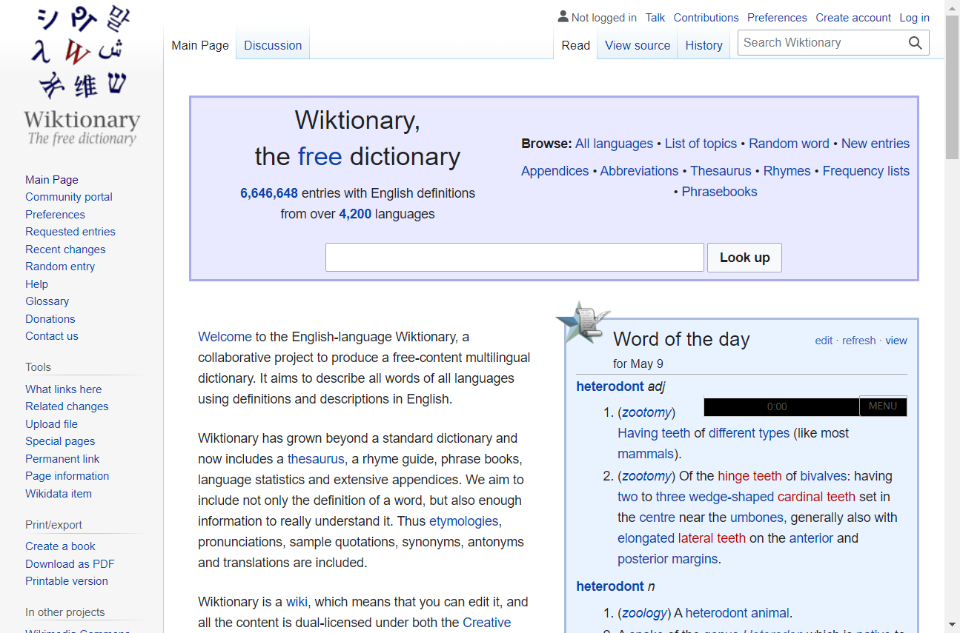 Not logged in Talk Contributions Preferences Create account Log in
Main Page Discussion Read View source History Search Wiktionary
Wiktionary
The free dictionary
Main Page
Community portal
Preferences
Requested entries
Recent changes
Random entry
Help
Glossary
Donations
Contact us
Tools
What links here
Related changes
Upload file
Special pages
Permanent link
Page information
Wikidata item
Print/export
Create a book
Download as PDF
Printable version
In other projects
Wikimedia Commons
Wiktionary,
the free dictionary
6,646,648 entries with English definitions
from over 4,200 languages
Browse: All languages • List of topics • Random word • New entries
Appendices • Abbreviations • Thesaurus • Rhymes • Frequency lists
• Phrasebooks
Look up
Welcome to the English-language Wiktionary, a
collaborative project to produce a free-content multilingual
dictionary. It aims to describe all words of all languages
using definitions and descriptions in English.
Wiktionary has grown beyond a standard dictionary and
now includes a thesaurus, a rhyme guide, phrase books,
language statistics and extensive appendices. We aim to
include not only the definition of a word, but also enough
information to really understand it. Thus etymologies,
pronunciations, sample quotations, synonyms, antonyms
and translations are included.
Wiktionary is a wiki, which means that you can edit it, and
all the content is dual-licensed under both the Creative
Word of the day edit · refresh · view
for May 9
heterodont adj
0:00 MENU
1. (zootomy)
Having teeth of different types (like most
mammals).
2. (zootomy) Of the hinge teeth of bivalves: having
two to three wedge-shaped cardinal teeth set in
the centre near the umbones, generally also with
elongated lateral teeth on the anterior and
posterior margins.
heterodont n
1. (zoology) A heterodont animal.
2. A snake of the genus Heterodon which is native to